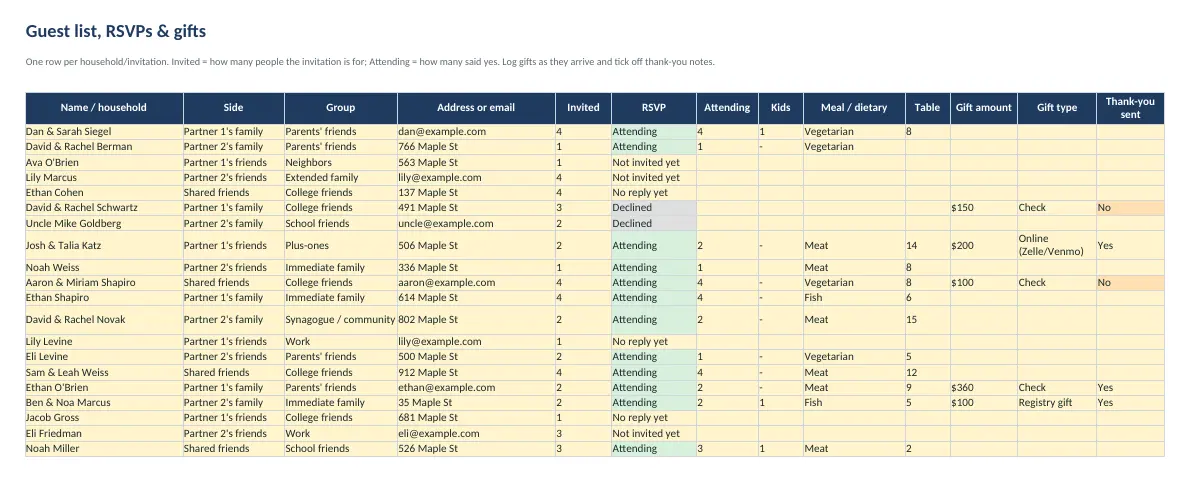 Guest list, RSVPs & gifts
One row per household/invitation. Invited = how many people the invitation is for; Attending = how many said yes. Log gifts as they arrive and tick off thank-you notes.
Name / household Side Group Address or email Invited RSVP Attending Kids Meal / dietary Table Gift amount Gift type Thank-you sent
Dan & Sarah Siegel Partner 1's family Parents' friends dan@example.com 4 Attending 4 1 Vegetarian 8
David & Rachel Berman Partner 2's family Parents' friends 766 Maple St 1 Attending 1 - Vegetarian
Ava O'Brien Partner 1's friends Neighbors 563 Maple St 1 Not invited yet
Lily Marcus Partner 2's friends Extended family lily@example.com 4 Not invited yet
Ethan Cohen Shared friends College friends 137 Maple St 4 No reply yet
David & Rachel Schwartz Partner 1's family College friends 491 Maple St 3 Declined $150 Check No
Uncle Mike Goldberg Partner 2's family School friends uncle@example.com 2 Declined
Josh & Talia Katz Partner 1's friends Plus-ones 506 Maple St 2 Attending 2 - Meat 14 $200 Online (Zelle/Venmo) Yes
Noah Weiss Partner 2's friends Immediate family 336 Maple St 1 Attending 1 Meat 8
Aaron & Miriam Shapiro Shared friends College friends aaron@example.com 4 Attending 4 - Vegetarian 8 $100 Check No
Ethan Shapiro Partner 1's family Immediate family 614 Maple St 4 Attending 4 - Fish 6
David & Rachel Novak Partner 2's family Synagogue / community 802 Maple St 2 Attending 2 - Meat 15
Lily Levine Partner 1's friends Work lily@example.com 1 No reply yet
Eli Levine Partner 2's friends Parents' friends 500 Maple St 2 Attending 1 - Vegetarian 5
Sam & Leah Weiss Shared friends College friends 912 Maple St 4 Attending 4 - Meat 12
Ethan O'Brien Partner 1's family Parents' friends ethan@example.com 2 Attending 2 - Meat 9 $360 Check Yes
Ben & Noa Marcus Partner 2's family Immediate family 35 Maple St 2 Attending 2 1 Fish 5 $100 Registry gift Yes
Jacob Gross Partner 1's friends College friends 681 Maple St 1 No reply yet
Eli Friedman Partner 2's friends Work eli@example.com 3 Not invited yet
Noah Miller Shared friends School friends 526 Maple St 3 Attending 3 1 Meat 2